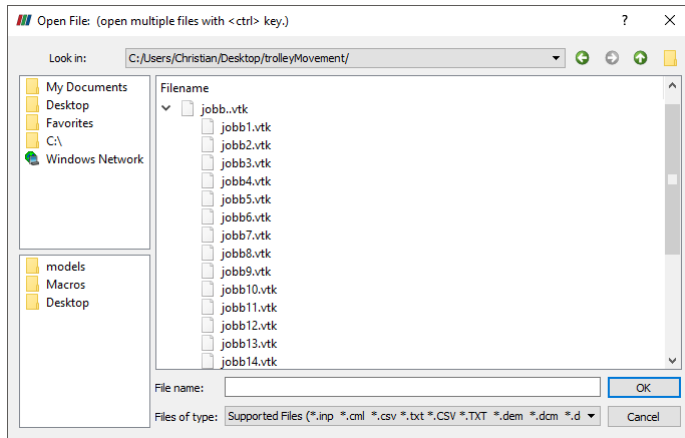 Open File: (open multiple files with <ctrl> key.)
Look in: C:/Users/Christian/Desktop/trolleyMovement/
My Documents
Desktop
Favorites
C:\
Windows Network
models
Macros
Desktop
Filename
jobb..vtk
jobb1.vtk
jobb2.vtk
jobb3.vtk
jobb4.vtk
jobb5.vtk
jobb6.vtk
jobb7.vtk
jobb8.vtk
jobb9.vtk
jobb10.vtk
jobb11.vtk
jobb12.vtk
jobb13.vtk
jobb14.vtk
File name: OK
Files of type: Supported Files (*.inp *.cml *.csv *.txt *.CSV *.TXT *.dem *.dcm *.d Cancel